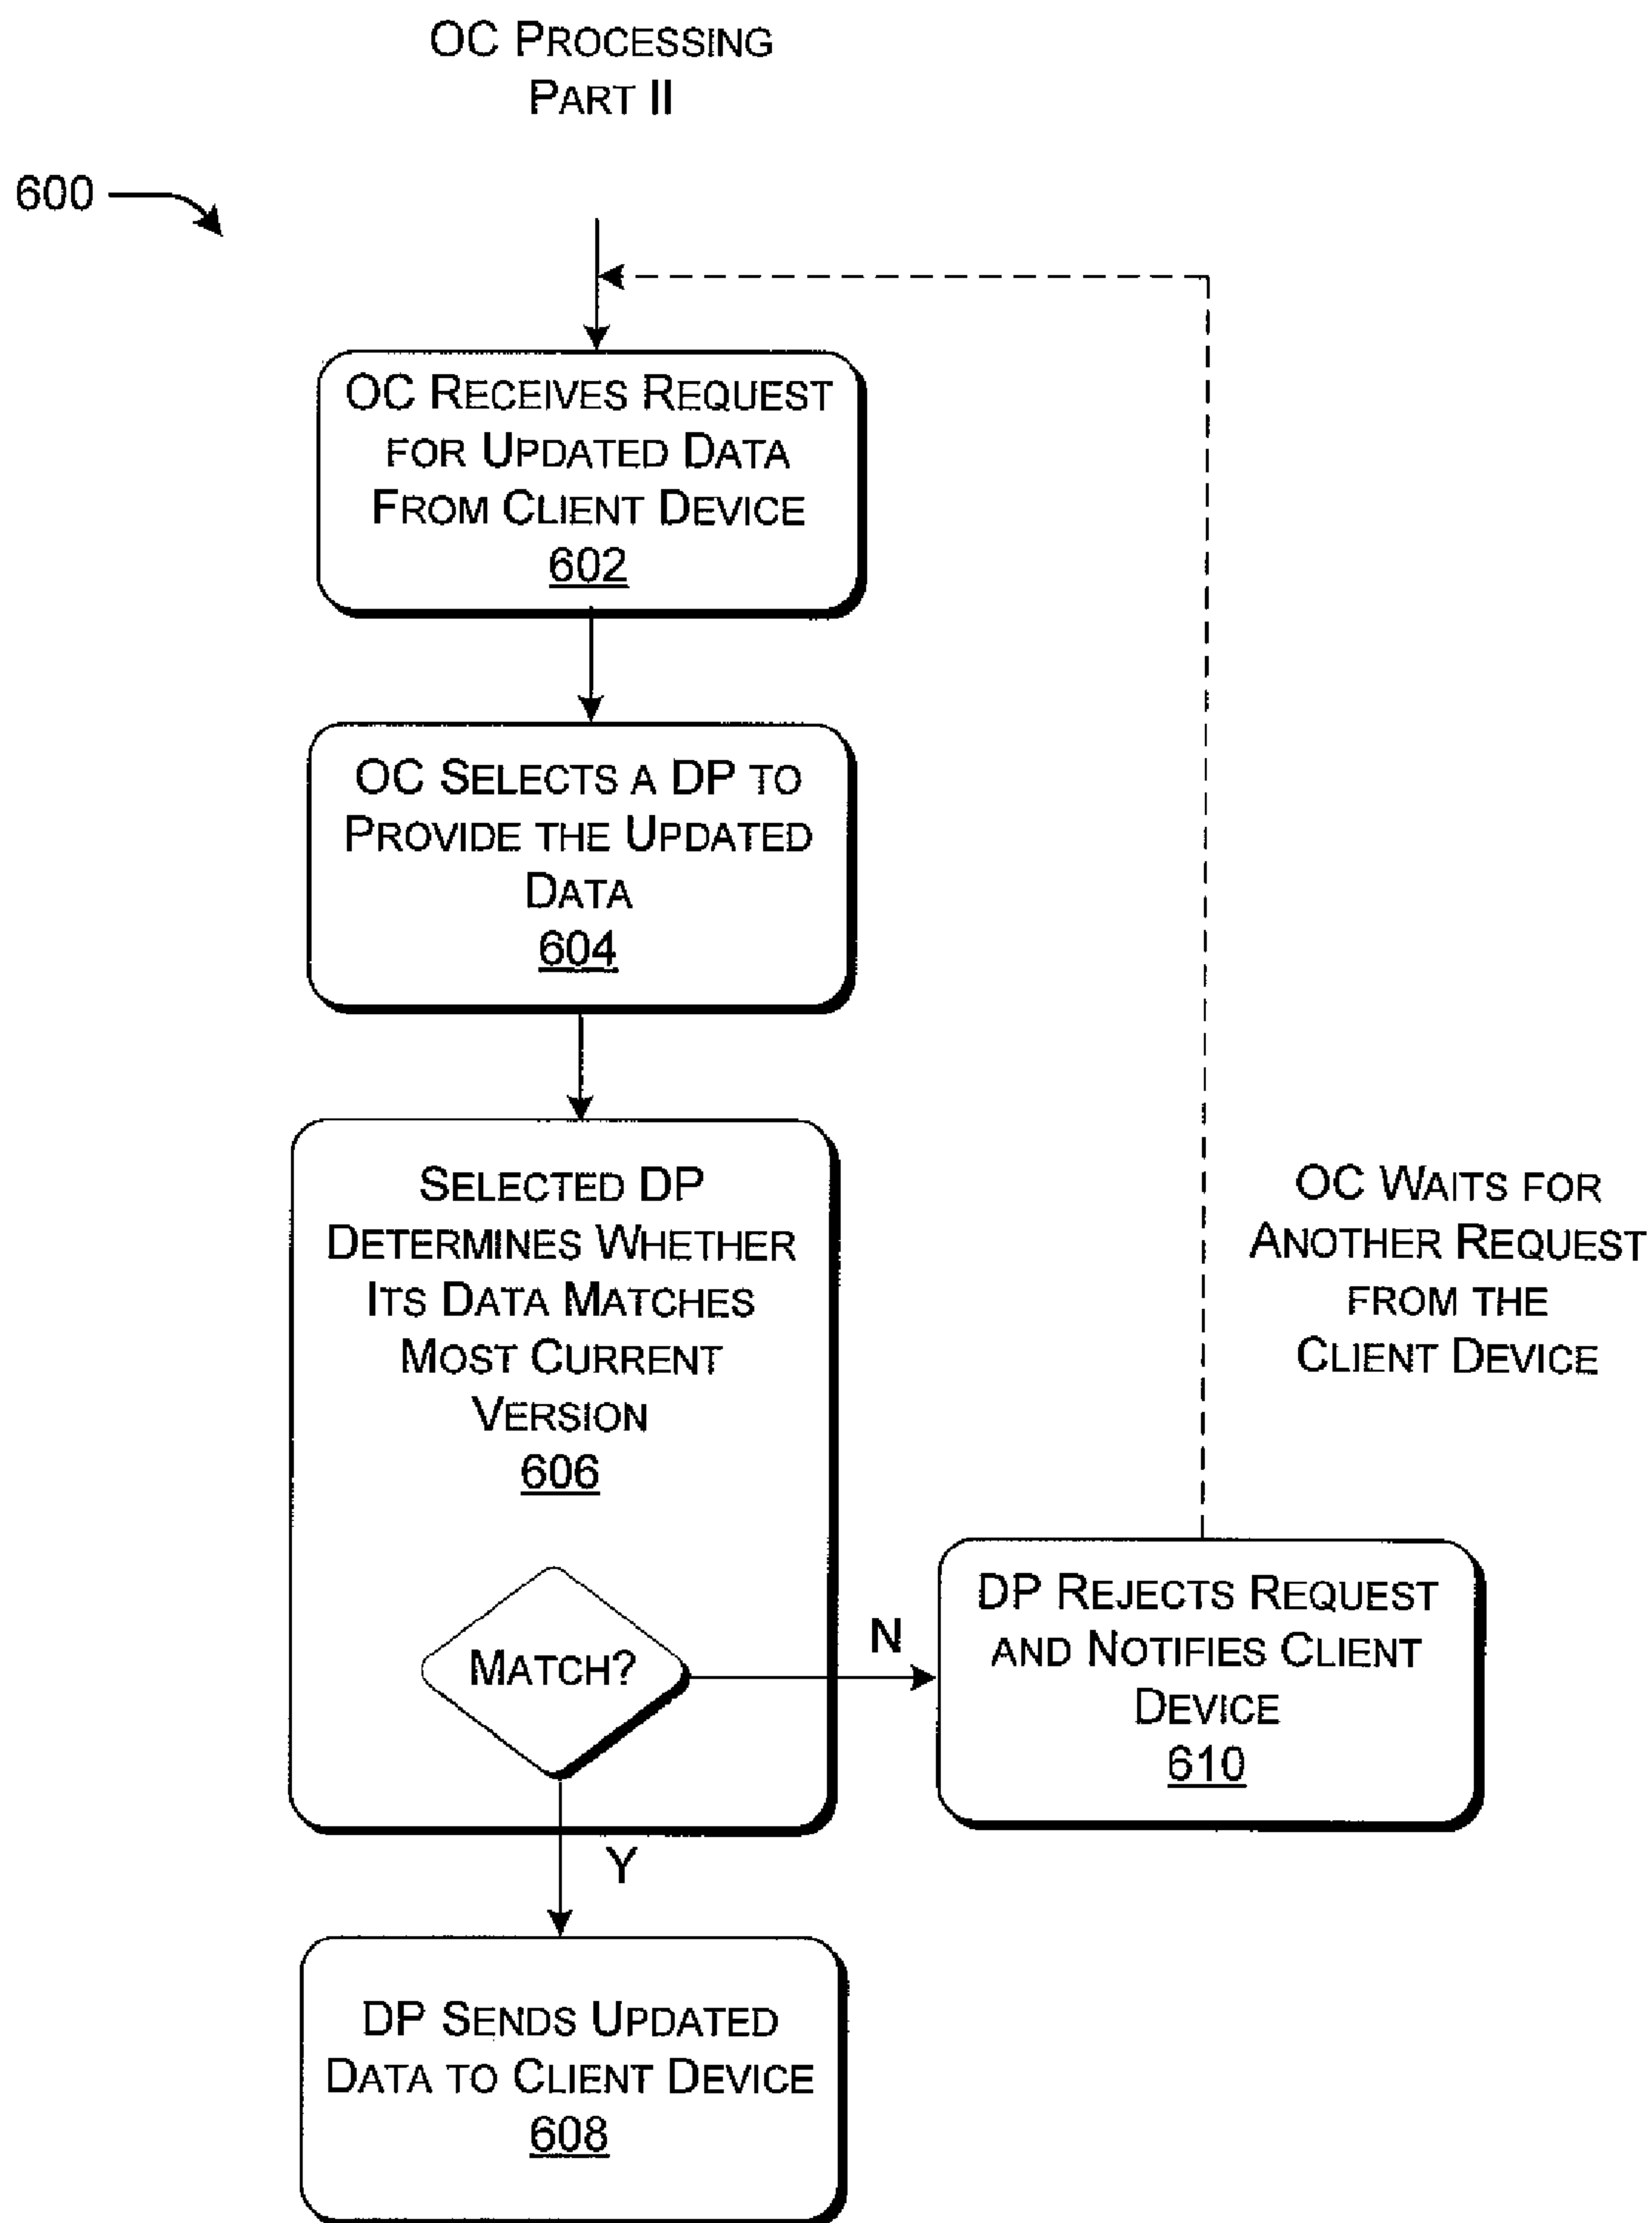 OC PROCESSING
PART II
600
OC RECEIVES REQUEST
FOR UPDATED DATA
FROM CLIENT DEVICE
602
OC SELECTS A DP TO
PROVIDE THE UPDATED
DATA
604
SELECTED DP
DETERMINES WHETHER
ITS DATA MATCHES
MOST CURRENT
VERSION
606
MATCH?
N
Y
OC WAITS FOR
ANOTHER REQUEST
FROM THE
CLIENT DEVICE
DP REJECTS REQUEST
AND NOTIFIES CLIENT
DEVICE
610
DP SENDS UPDATED
DATA TO CLIENT DEVICE
608